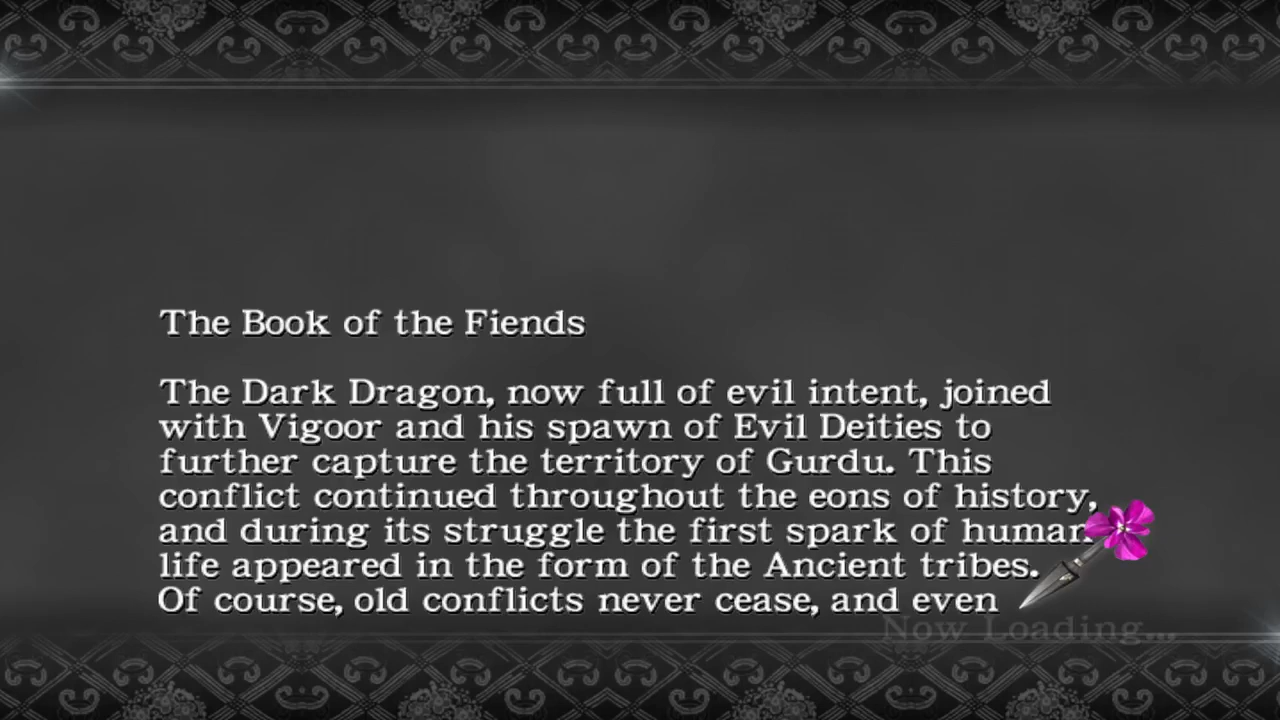 The Book of the Fiends
The Dark Dragon, now full of evil intent, joined
with Vigoor and his spawn of Evil Deities to
further capture the territory of Gurdu. This
conflict continued throughout the eons of history,
and during its struggle the first spark of human
life appeared in the form of the Ancient tribes.
Of course, old conflicts never cease, and even
Now Loading...